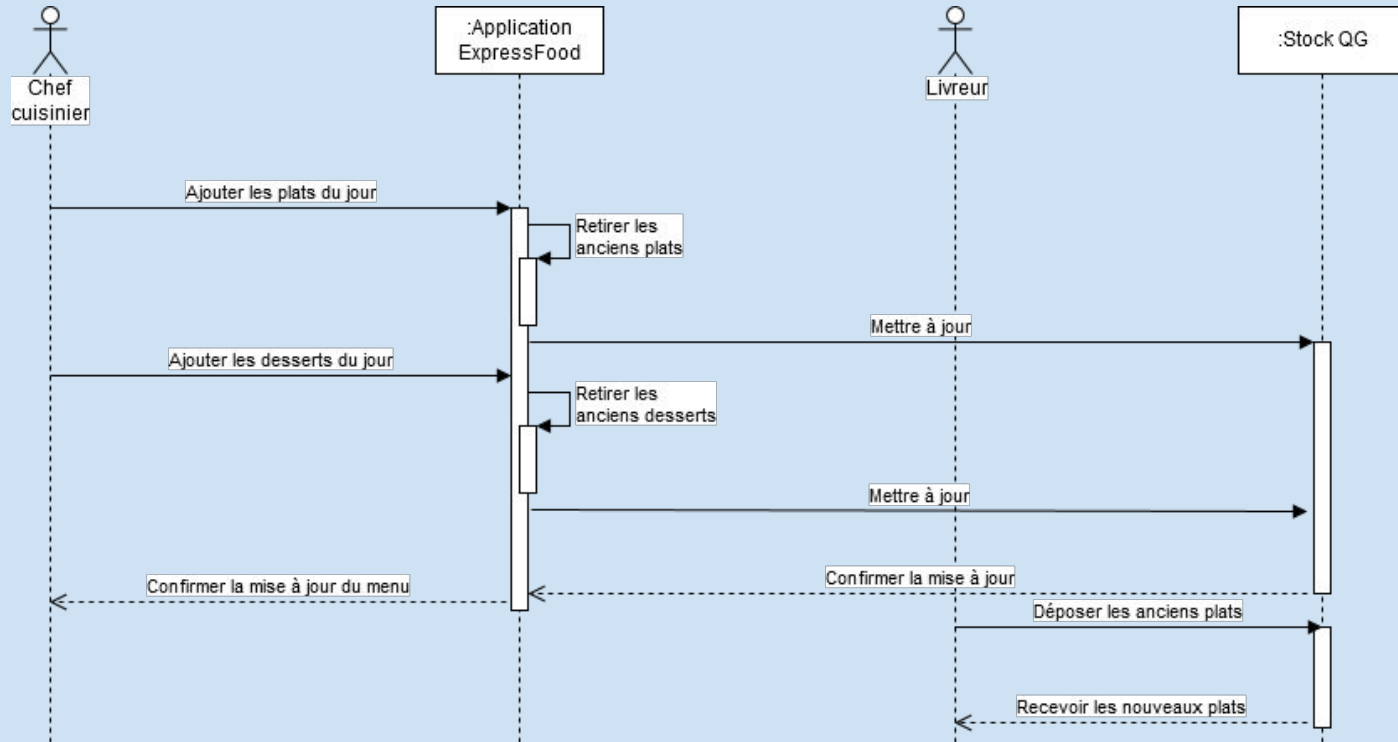 :Application
ExpressFood
:Stock QG
Chef
cuisinier
Livreur
Ajouter les plats du jour
Retirer les
anciens plats
Mettre à jour
Ajouter les desserts du jour
Retirer les
anciens desserts
Mettre à jour
Confirmer la mise à jour
Confirmer la mise à jour du menu
Déposer les anciens plats
Recevoir les nouveaux plats